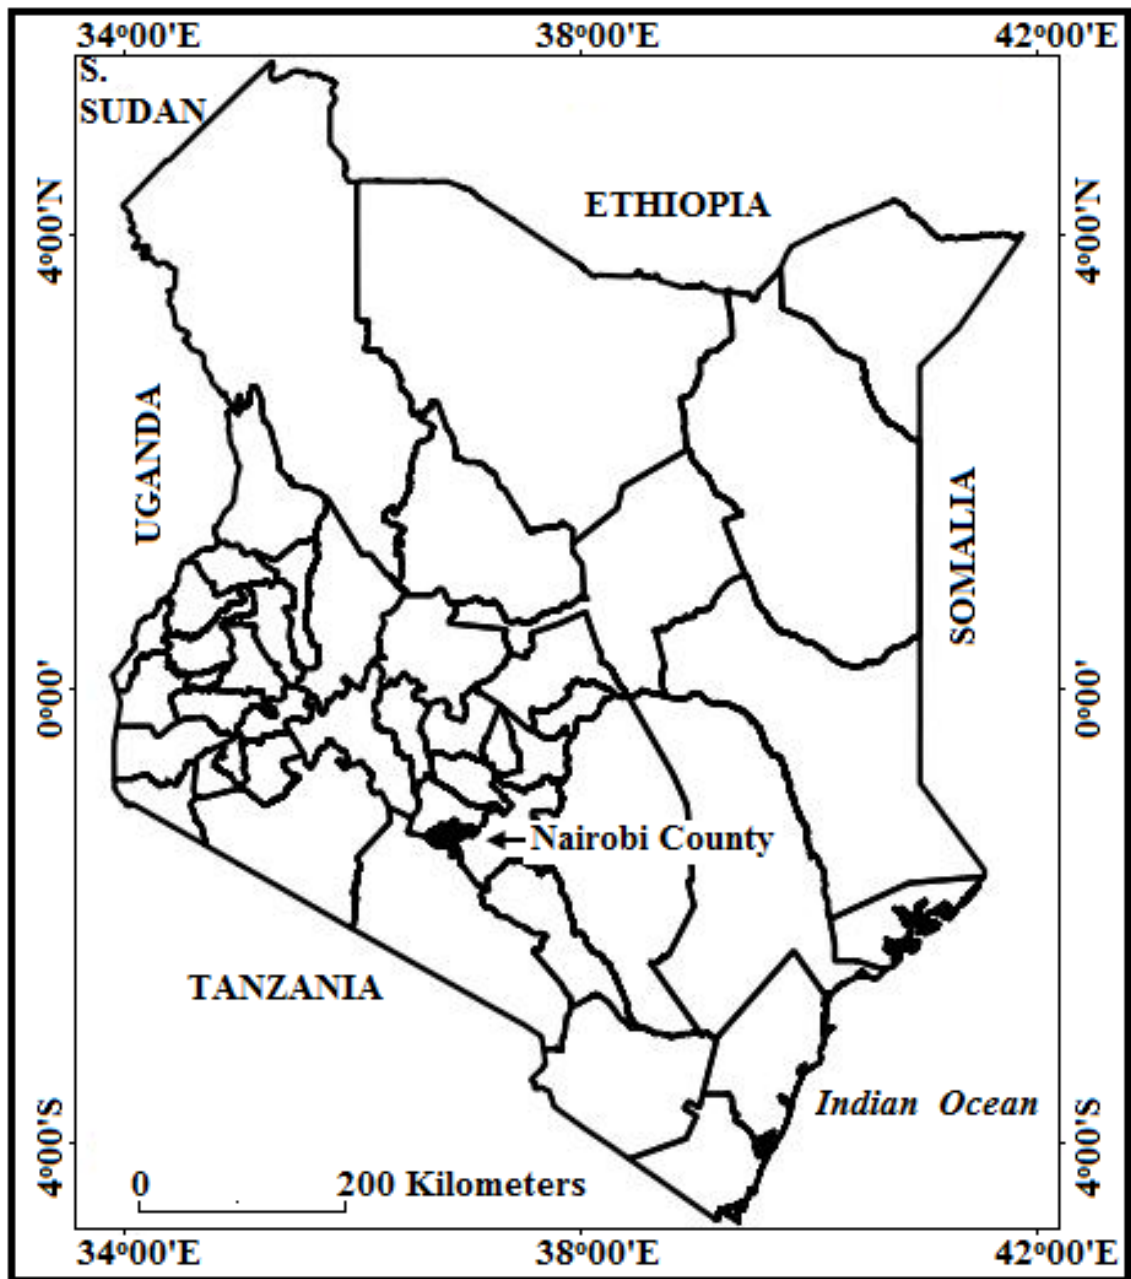 34°00'E 38°00'E 42°00'E
S.
SUDAN
ETHIOPIA
4°00'N
4°00'N
UGANDA
SOMALIA
0°00'
0°00'
Nairobi County
TANZANIA
Indian Ocean
4°00'S
4°00'S
0 200 Kilometers
34°00'E 38°00'E 42°00'E